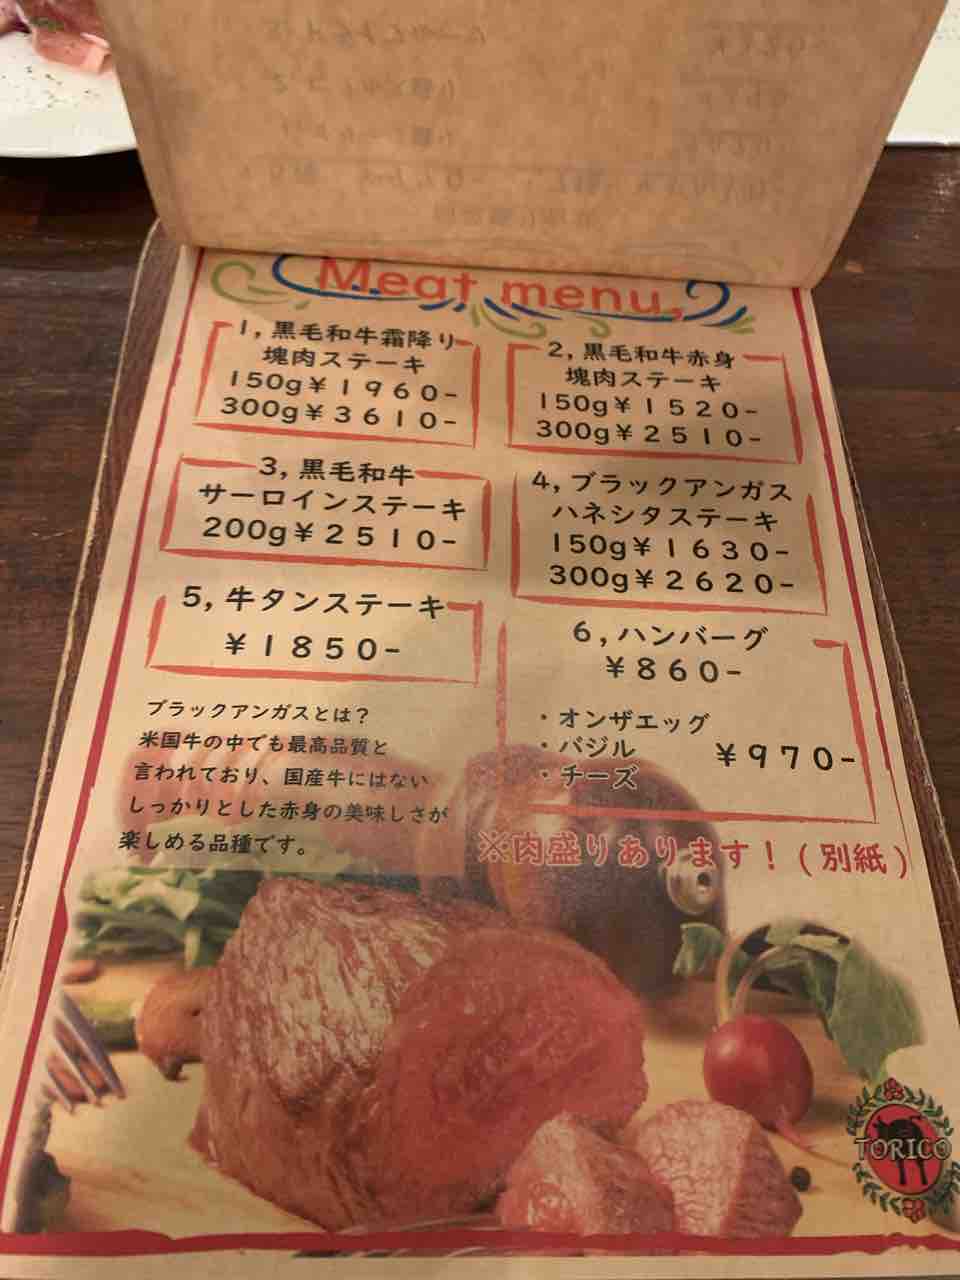 Meat menu
1, 黒毛和牛霜降り
塊肉ステーキ
150g¥1960-
300g¥3610-
2, 黒毛和牛赤身
塊肉ステーキ
150g¥1520-
300g¥2510-
3, 黒毛和牛
サーロインステーキ
200g¥2510-
4, ブラックアンガス
ハネシタステーキ
150g¥1630-
300g¥2620-
5, 牛タンステーキ
¥1850-
6, ハンバーグ
¥860-
・オンザエッグ
・バジル
・チーズ
¥970-
ブラックアンガスとは？
米国牛の中でも最高品質と
言われており、国産牛にはない
しっかりとした赤身の美味しさが
楽しめる品種です。
※肉盛りあります！(別紙)
TORICO